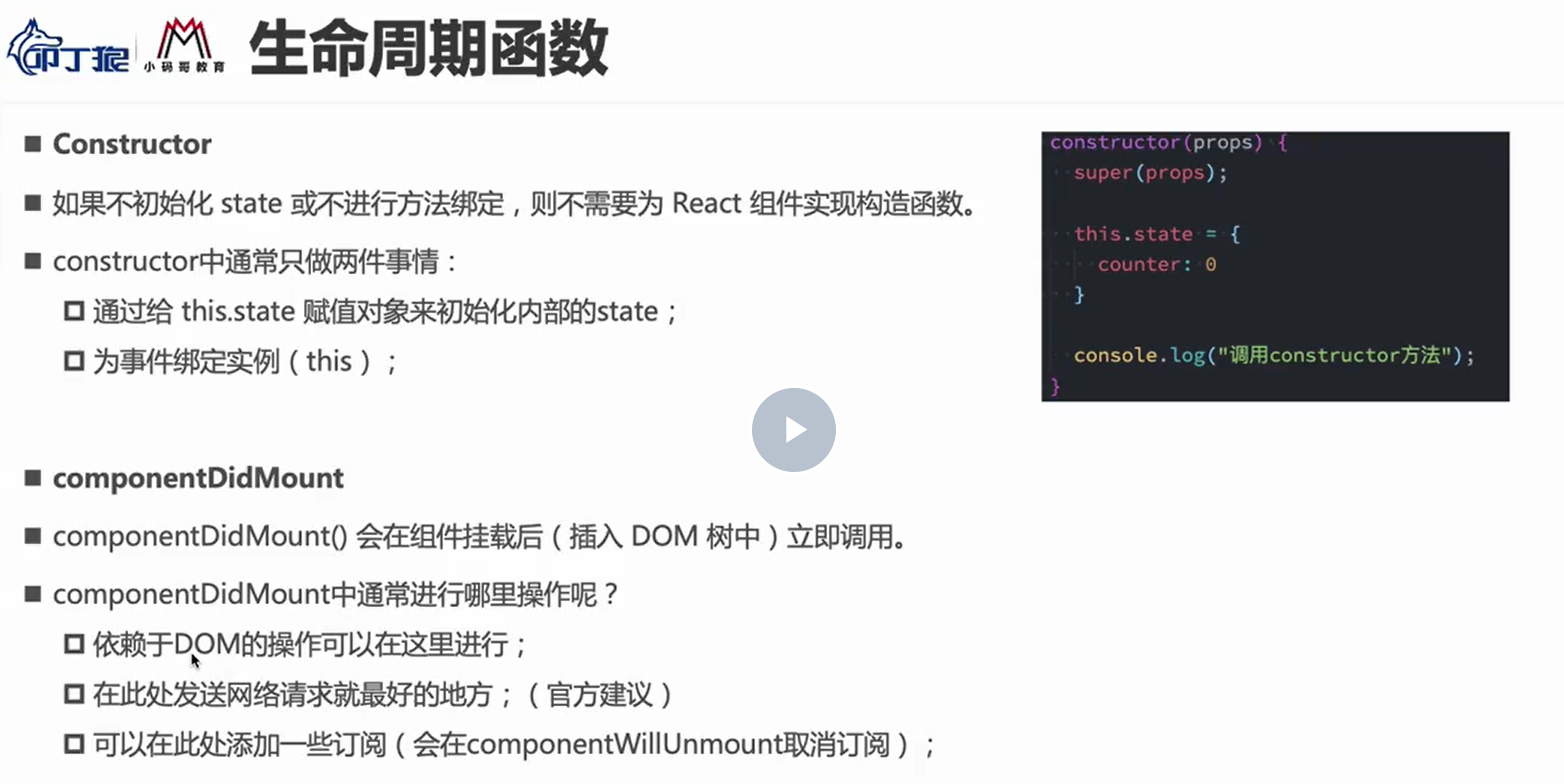 叩丁狼
小码哥教育
生命周期函数
Constructor
如果不初始化 state 或不进行方法绑定，则不需要为 React 组件实现构造函数。
constructor中通常只做两件事情：
通过给 this.state 赋值对象来初始化内部的state；
为事件绑定实例（this）；
constructor(props) {
super(props);
this.state = {
counter: 0
}
console.log("调用constructor方法");
}
componentDidMount
componentDidMount() 会在组件挂载后（插入 DOM 树中）立即调用。
componentDidMount中通常进行哪里操作呢？
依赖于DOM的操作可以在这里进行；
在此处发送网络请求就最好的地方；（官方建议）
可以在此处添加一些订阅（会在componentWillUnmount取消订阅）；